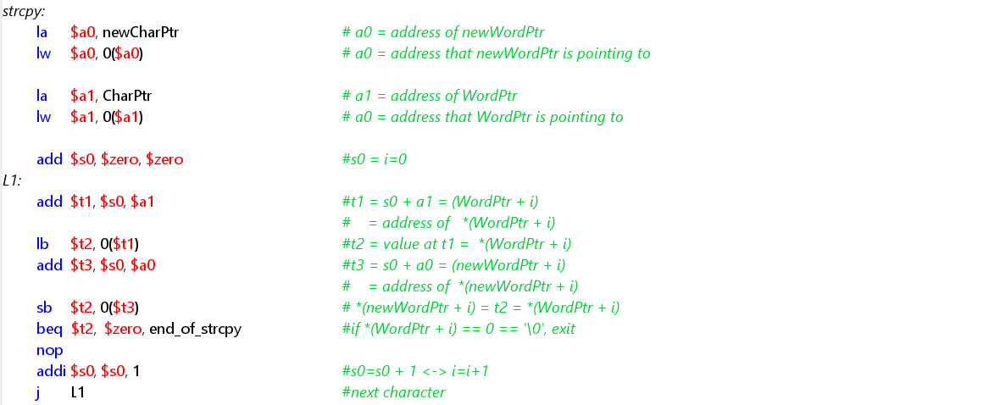 strcpy:
la $a0, newCharPtr # a0 = address of newWordPtr
lw $a0, 0($a0) # a0 = address that newWordPtr is pointing to
la $a1, CharPtr # a1 = address of WordPtr
lw $a1, 0($a1) # a0 = address that WordPtr is pointing to
add $s0, $zero, $zero #s0 = i=0
L1:
add $t1, $s0, $a1 #t1 = s0 + a1 = (WordPtr + i)
# = address of *(WordPtr + i)
lb $t2, 0($t1) #t2 = value at t1 = *(WordPtr + i)
add $t3, $s0, $a0 #t3 = s0 + a0 = (newWordPtr + i)
# = address of *(newWordPtr + i)
sb $t2, 0($t3) # *(newWordPtr + i) = t2 = *(WordPtr + i)
beq $t2, $zero, end_of_strcpy #if *(WordPtr + i) == 0 == '\0', exit
nop
addi $s0, $s0, 1 #s0=s0 + 1 <-> i=i+1
j L1 #next character